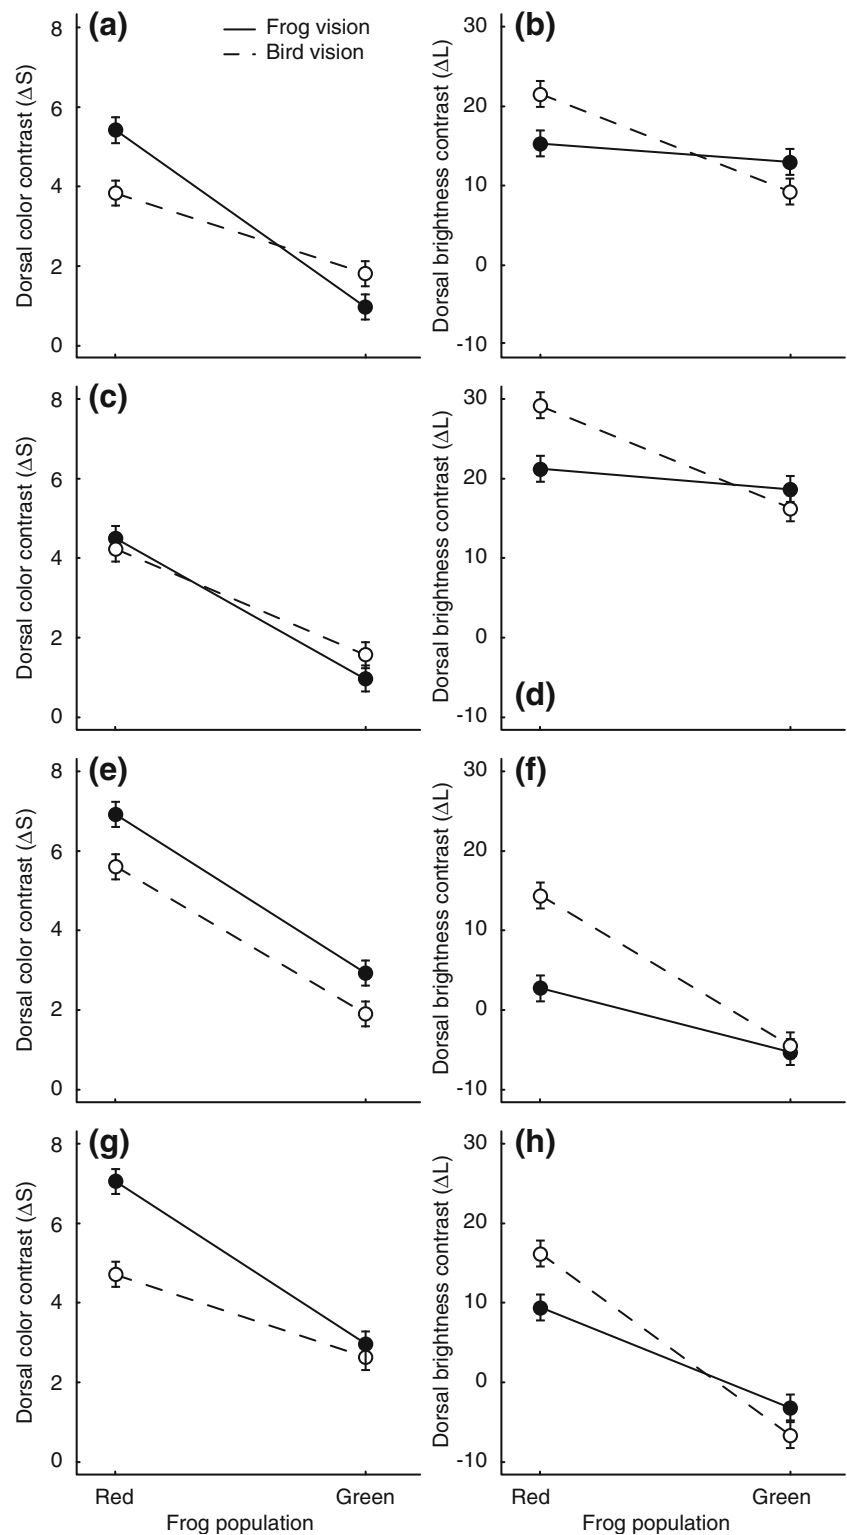 (a)
Frog vision
Bird vision
Dorsal color contrast (ΔS)
8
6
4
2
0
(b)
Dorsal brightness contrast (ΔL)
30
20
10
0
-10
(c)
Dorsal color contrast (ΔS)
8
6
4
2
0
(d)
Dorsal brightness contrast (ΔL)
30
20
10
0
-10
(e)
Dorsal color contrast (ΔS)
8
6
4
2
0
(f)
Dorsal brightness contrast (ΔL)
30
20
10
0
-10
(g)
Dorsal color contrast (ΔS)
8
6
4
2
0
Red Green
Frog population
(h)
Dorsal brightness contrast (ΔL)
30
20
10
0
-10
Red Green
Frog population